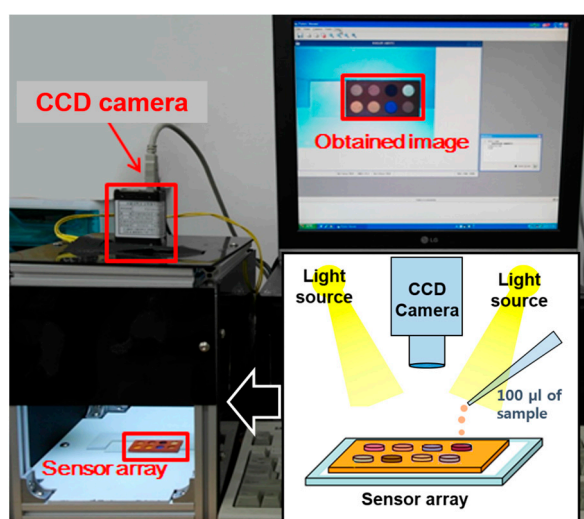 CCD camera
Obtained image
LG
Light
source
CCD
Camera
Light
source
100 µl of
sample
Sensor array
Sensor array